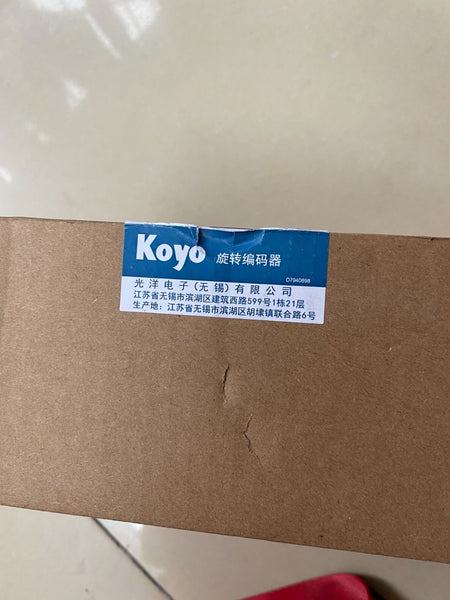 Koyo 旋转编码器
D7940898
光洋电子(无锡)有限公司
江苏省无锡市滨湖区建筑西路599号1栋21层
生产地：江苏省无锡市滨湖区胡埭镇联合路6号